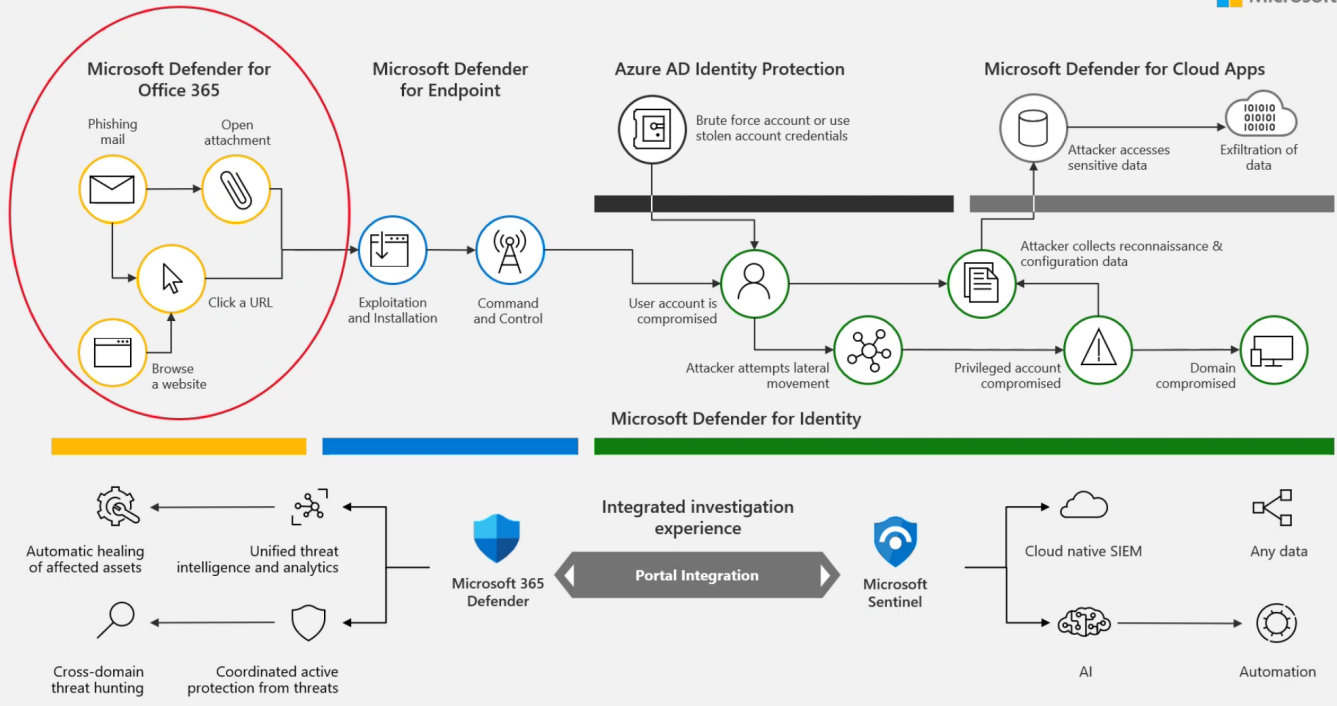 Microsoft
Microsoft Defender for
Office 365
Microsoft Defender
for Endpoint
Azure AD Identity Protection
Microsoft Defender for Cloud Apps
Phishing
mail
Open
attachment
Brute force account or use
stolen account credentials
101010
010101
101010
Attacker accesses
sensitive data
Exfiltration of
data
Click a URL
Browse
a website
Exploitation
and Installation
Command
and Control
User account is
compromised
Attacker collects reconnaissance &
configuration data
Attacker attempts lateral
movement
Privileged account
compromised
Domain
compromised
Microsoft Defender for Identity
Automatic healing
of affected assets
Unified threat
intelligence and analytics
Cross-domain
threat hunting
Coordinated active
protection from threats
Microsoft 365
Defender
Integrated investigation
experience
Portal Integration
Microsoft
Sentinel
Cloud native SIEM
Any data
AI
Automation